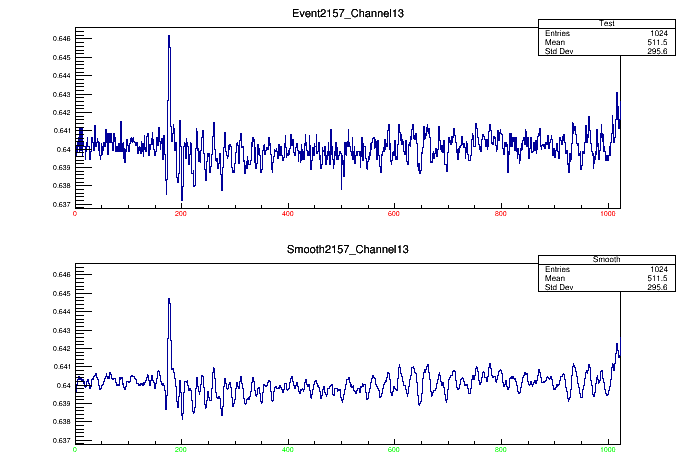 Event2157_Channel13
Test
Entries 1024
Mean 511.5
Std Dev 295.6
0.646
0.645
0.644
0.643
0.642
0.641
0.64
0.639
0.638
0.637
0 200 400 600 800 1000
Smooth2157_Channel13
Smooth
Entries 1024
Mean 511.5
Std Dev 295.6
0.646
0.645
0.644
0.643
0.642
0.641
0.64
0.639
0.638
0.637
0 200 400 600 800 1000